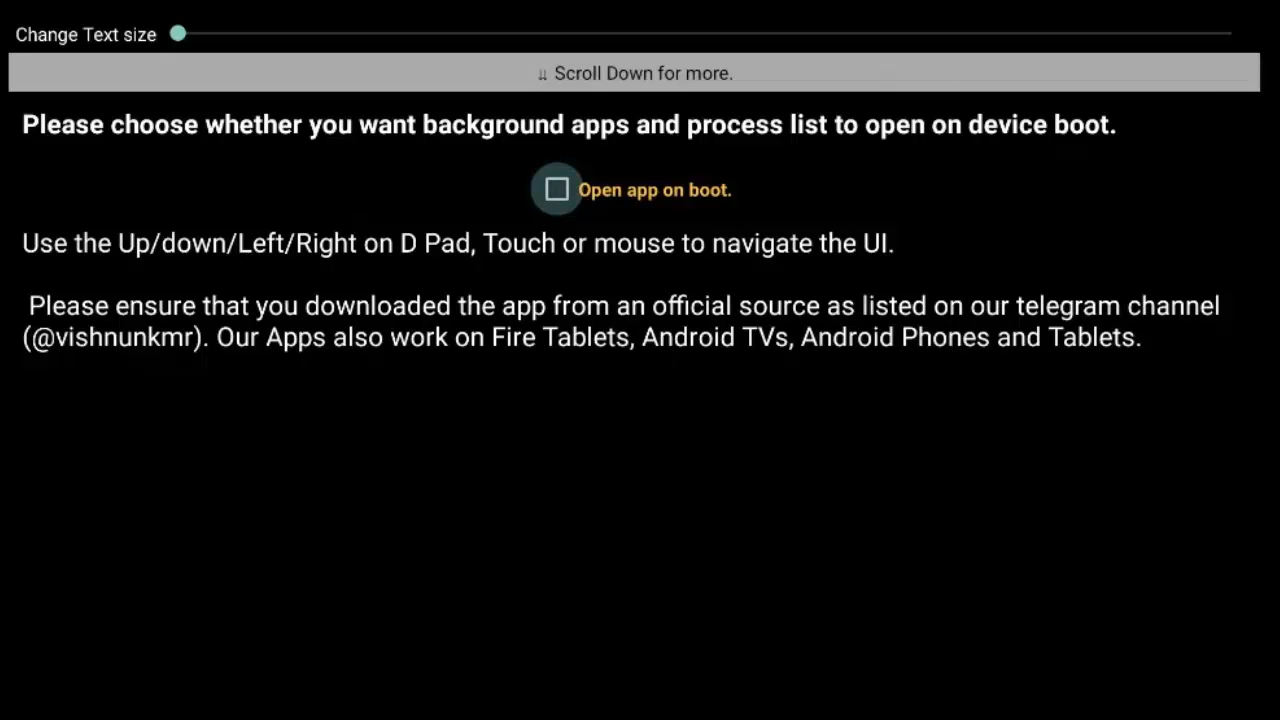 Change Text size
⇊ Scroll Down for more.
Please choose whether you want background apps and process list to open on device boot.
Open app on boot.
Use the Up/down/Left/Right on D Pad, Touch or mouse to navigate the UI.
Please ensure that you downloaded the app from an official source as listed on our telegram channel
(@vishnunkmr). Our Apps also work on Fire Tablets, Android TVs, Android Phones and Tablets.